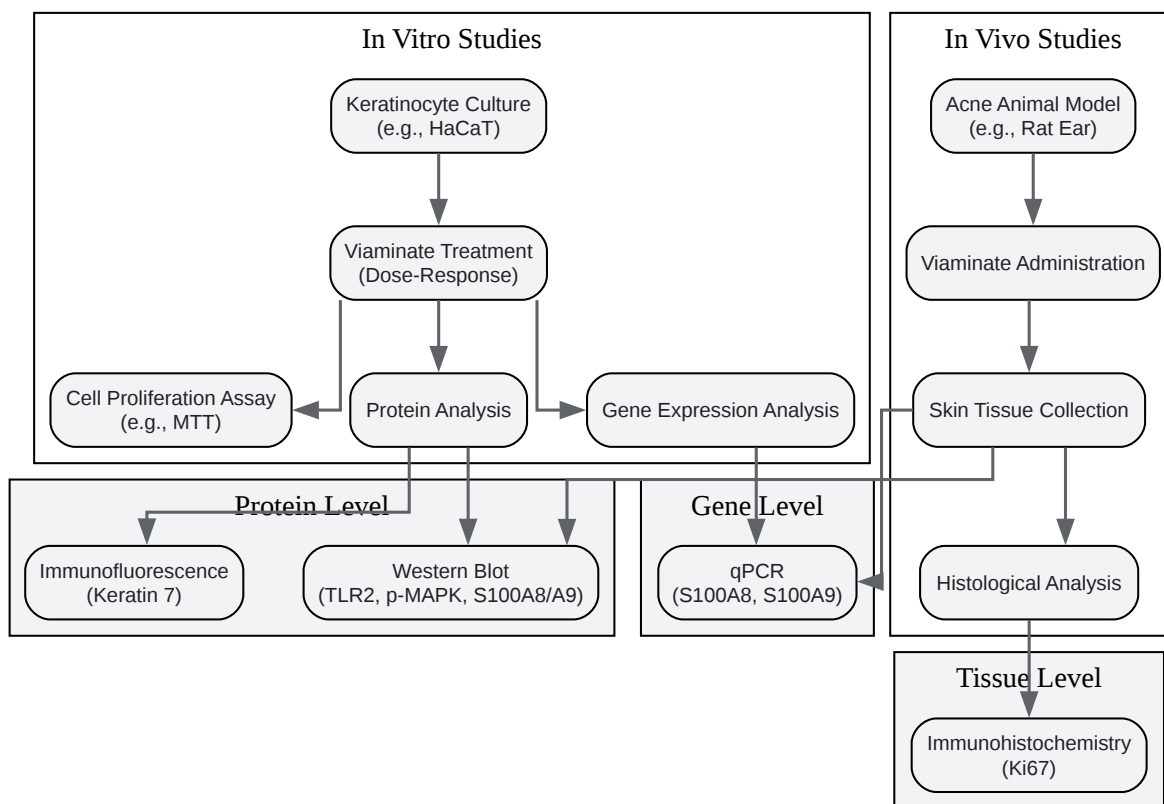 In Vitro Studies
In Vivo Studies
Keratinocyte Culture
(e.g., HaCaT)
Acne Animal Model
(e.g., Rat Ear)
Viaminate Treatment
(Dose-Response)
Viaminate Administration
Cell Proliferation Assay
(e.g., MTT)
Protein Analysis
Gene Expression Analysis
Skin Tissue Collection
Protein Level
Gene Level
Immunofluorescence
(Keratin 7)
Western Blot
(TLR2, p-MAPK, S100A8/A9)
qPCR
(S100A8, S100A9)
Histological Analysis
Tissue Level
Immunohistochemistry
(Ki67)